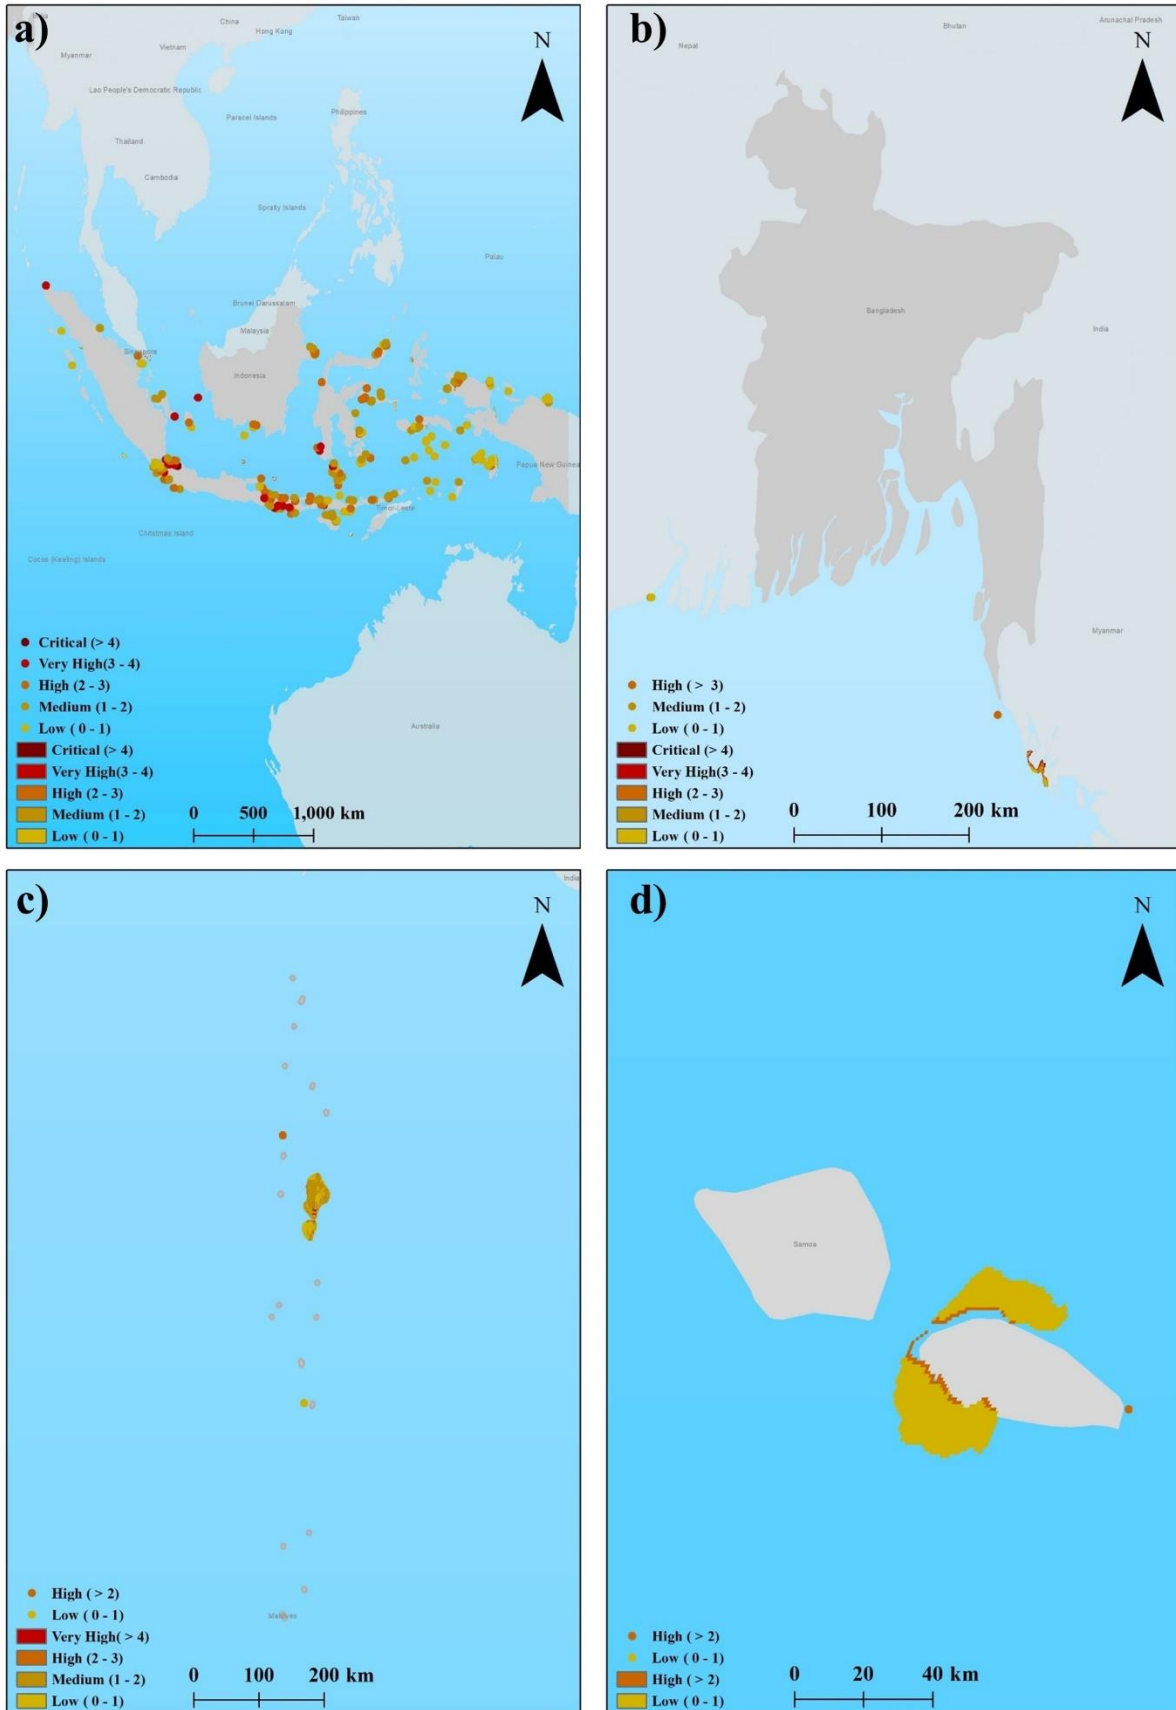 a)
N
India
China
Taiwan
Hong Kong
Myanmar
Vietnam
Lao People's Democratic Republic
Paracel Islands
Philippines
Thailand
Cambodia
Spratly Islands
Palau
Brunei Darussalam
Malaysia
Singapore
Indonesia
Papua New Guinea
Timor-Leste
Christmas Island
Cocos (Keeling) Islands
Australia
Critical (> 4)
Very High(3 - 4)
High (2 - 3)
Medium (1 - 2)
Low ( 0 - 1)
Critical (> 4)
Very High(3 - 4)
High (2 - 3)
Medium (1 - 2)
Low ( 0 - 1)
0 500 1,000 km
b)
N
Nepal
Bhutan
Arunachal Pradesh
Bangladesh
India
Myanmar
High ( > 3)
Medium (1 - 2)
Low ( 0 - 1)
Critical (> 4)
Very High(3 - 4)
High (2 - 3)
Medium (1 - 2)
Low ( 0 - 1)
0 100 200 km
c)
N
India
Maldives
High ( > 2)
Low ( 0 - 1)
Very High( > 4)
High (2 - 3)
Medium (1 - 2)
Low ( 0 - 1)
0 100 200 km
d)
N
Samoa
High ( > 2)
Low ( 0 - 1)
High ( > 2)
Low ( 0 - 1)
0 20 40 km